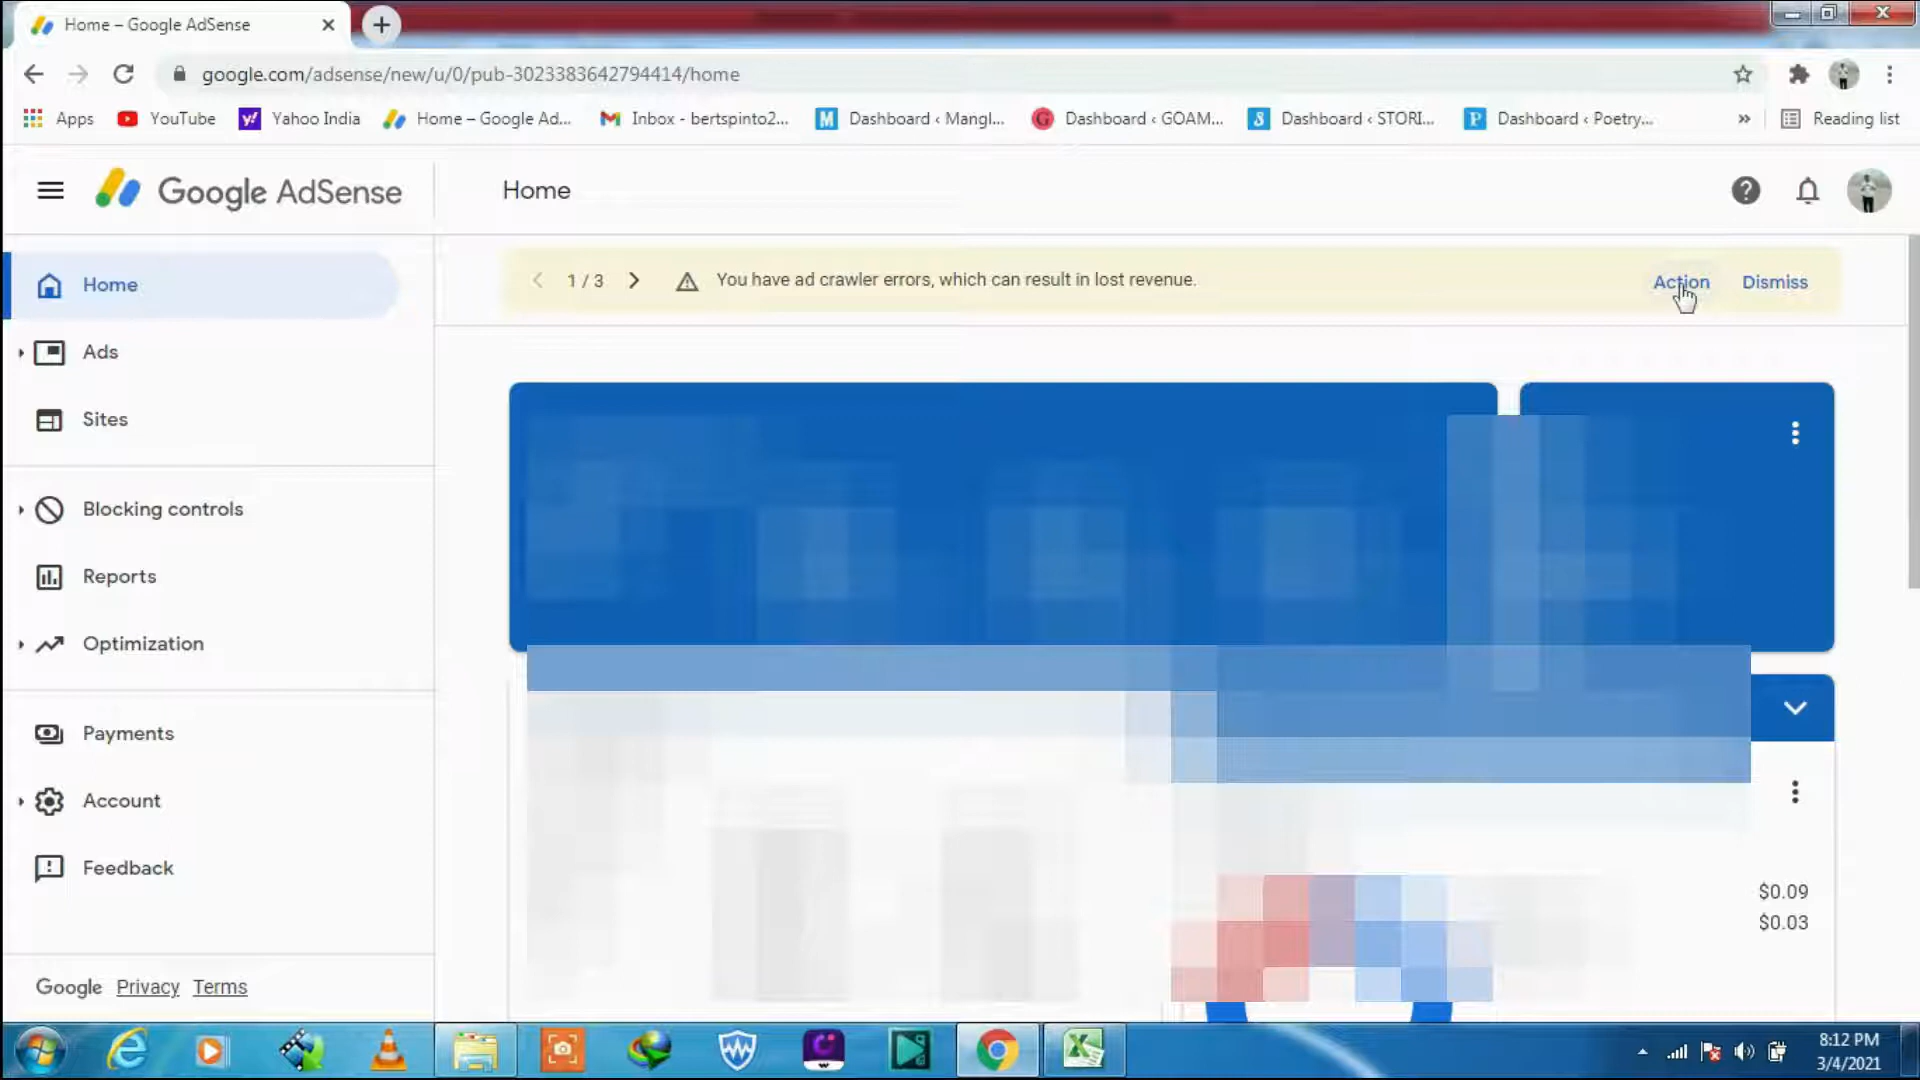 Home – Google AdSense
google.com/adsense/new/u/0/pub-3023383642794414/home
Apps
YouTube
Yahoo India
Home – Google Ad...
Inbox - bertspinto2...
Dashboard ‹ Mangl...
Dashboard ‹ GOAM...
Dashboard ‹ STORI...
Dashboard ‹ Poetry...
»
Reading list
Google AdSense
Home
1 / 3
You have ad crawler errors, which can result in lost revenue.
Action
Dismiss
Home
Ads
Sites
Blocking controls
Reports
Optimization
Payments
Account
Feedback
$0.09
$0.03
Google Privacy Terms
8:12 PM
3/4/2021